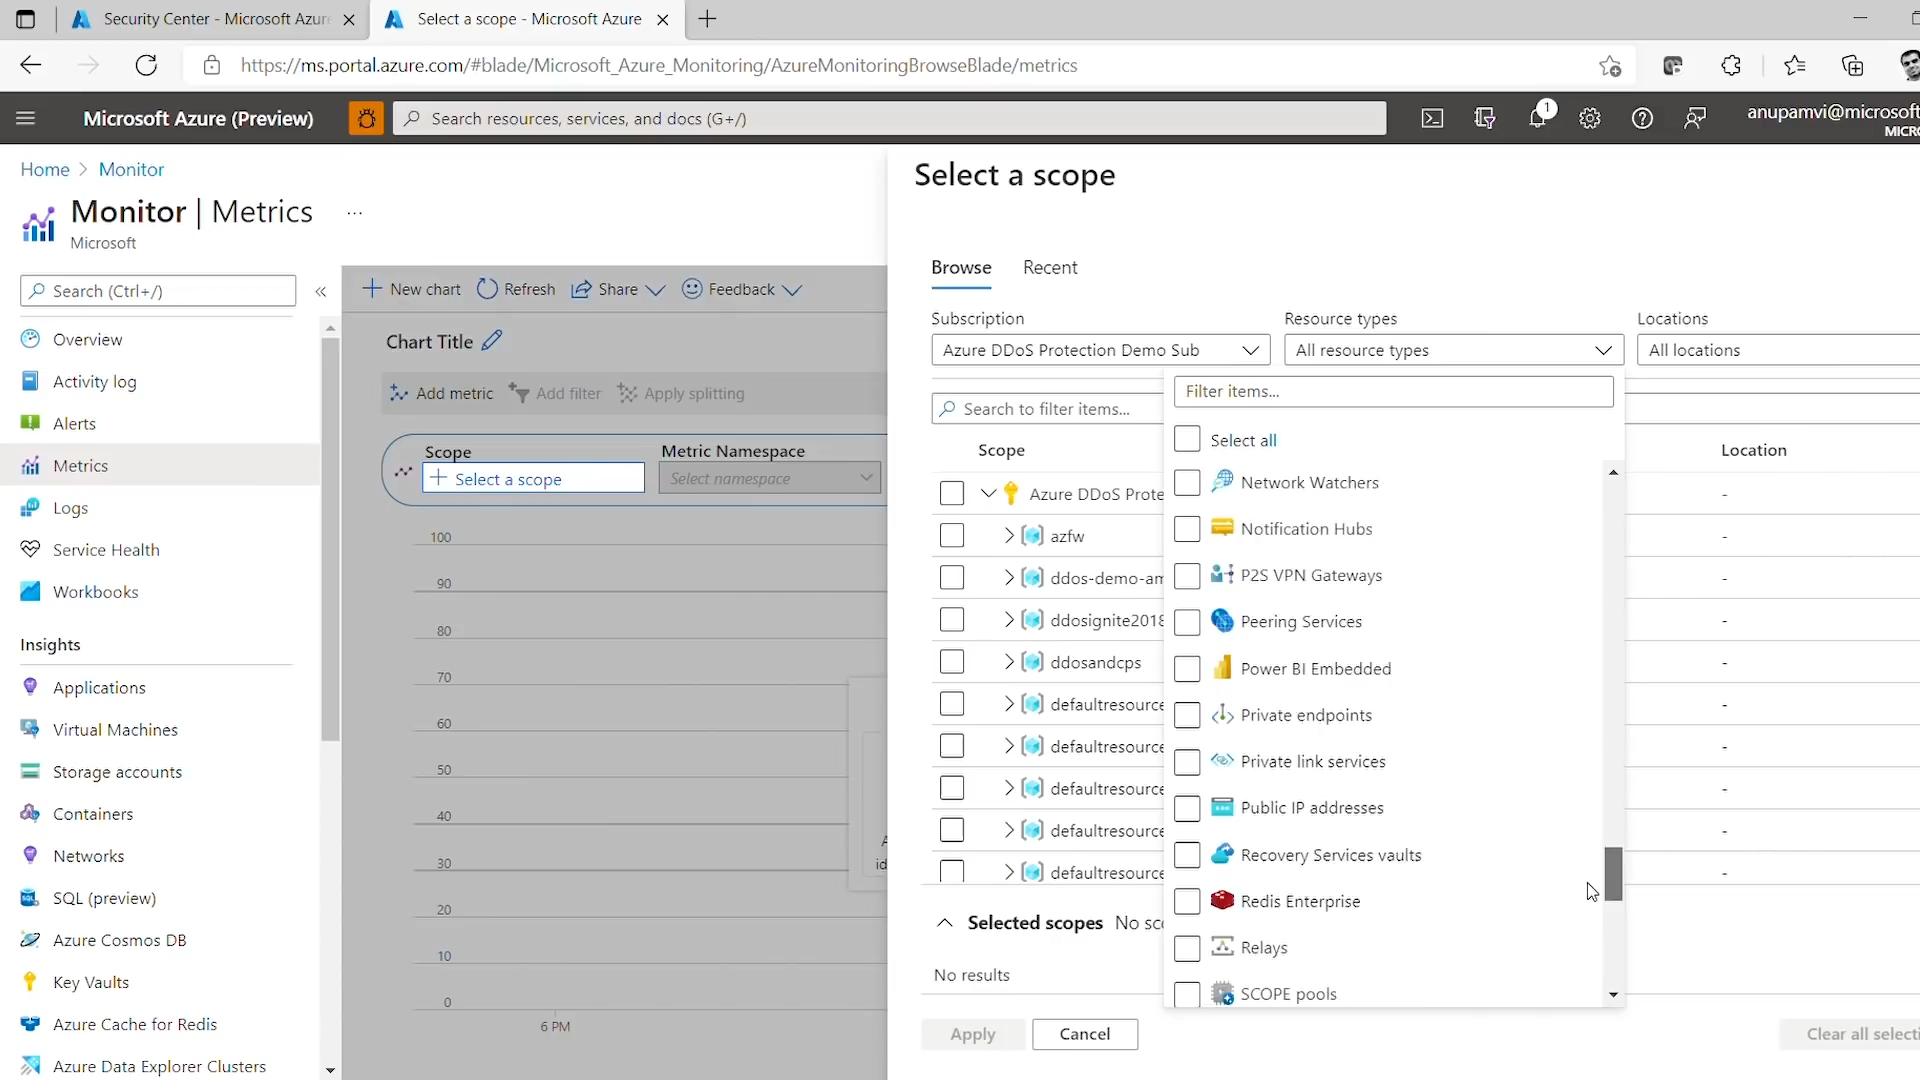 Security Center - Microsoft Azure
Select a scope - Microsoft Azure
https://ms.portal.azure.com/#blade/Microsoft_Azure_Monitoring/AzureMonitoringBrowseBlade/metrics
Microsoft Azure (Preview)
Search resources, services, and docs (G+/)
1
anupamvi@microsoft
MICRO
Home > Monitor
Monitor | Metrics ...
Microsoft
Search (Ctrl+/)
Overview
Activity log
Alerts
Metrics
Logs
Service Health
Workbooks
Insights
Applications
Virtual Machines
Storage accounts
Containers
Networks
SQL (preview)
Azure Cosmos DB
Key Vaults
Azure Cache for Redis
Azure Data Explorer Clusters
New chart
Refresh
Share
Feedback
Chart Title
Add metric
Add filter
Apply splitting
Scope
Metric Namespace
Select a scope
Select namespace
100
90
80
70
60
50
40
30
20
10
0
6 PM
Select a scope
Browse
Recent
Subscription
Resource types
Locations
Azure DDoS Protection Demo Sub
All resource types
All locations
Search to filter items...
Scope
Location
Azure DDoS Prote
-
azfw
-
ddos-demo-am
-
ddosignite2018
-
ddosandcps
-
defaultresource
-
defaultresource
-
defaultresource
-
defaultresource
-
defaultresource
-
Filter items...
Select all
Network Watchers
Notification Hubs
P2S VPN Gateways
Peering Services
Power BI Embedded
Private endpoints
Private link services
Public IP addresses
Recovery Services vaults
Redis Enterprise
Relays
SCOPE pools
Selected scopes No sc
No results
Apply
Cancel
Clear all selecti